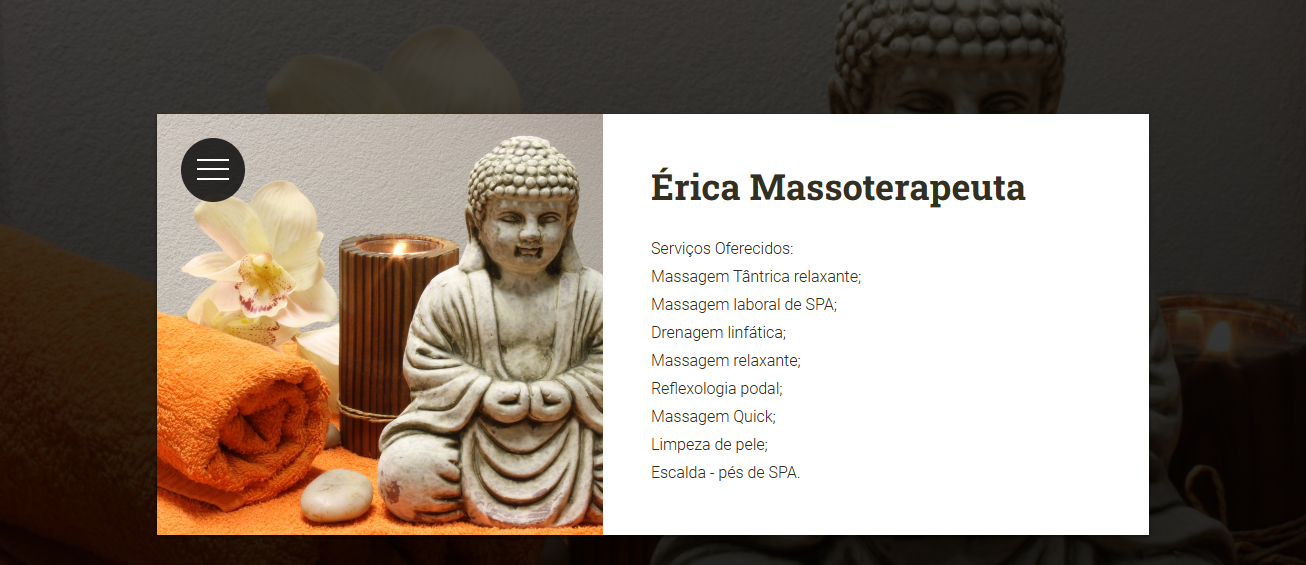 Érica Massoterapeuta
Serviços Oferecidos:
Massagem Tântrica relaxante;
Massagem laboral de SPA;
Drenagem linfática;
Massagem relaxante;
Reflexologia podal;
Massagem Quick;
Limpeza de pele;
Escalda - pés de SPA.